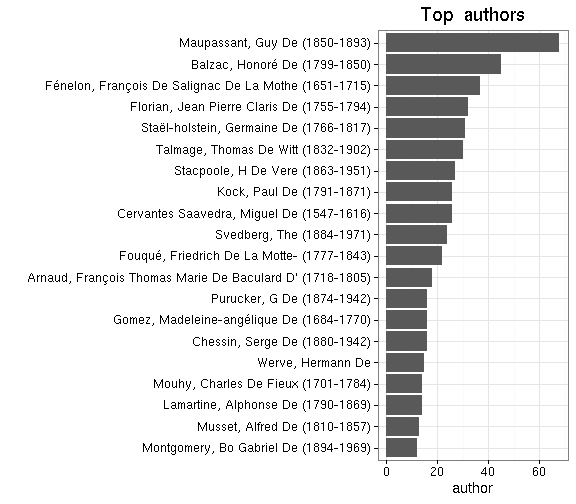 Top authors
Maupassant, Guy De (1850-1893)
Balzac, Honoré De (1799-1850)
Fénelon, François De Salignac De La Mothe (1651-1715)
Florian, Jean Pierre Claris De (1755-1794)
Staël-holstein, Germaine De (1766-1817)
Talmage, Thomas De Witt (1832-1902)
Stacpoole, H De Vere (1863-1951)
Kock, Paul De (1791-1871)
Cervantes Saavedra, Miguel De (1547-1616)
Svedberg, The (1884-1971)
Fouqué, Friedrich De La Motte- (1777-1843)
Arnaud, François Thomas Marie De Baculard D' (1718-1805)
Purucker, G De (1874-1942)
Gomez, Madeleine-angélique De (1684-1770)
Chessin, Serge De (1880-1942)
Werve, Hermann De
Mouhy, Charles De Fieux (1701-1784)
Lamartine, Alphonse De (1790-1869)
Musset, Alfred De (1810-1857)
Montgomery, Bo Gabriel De (1894-1969)
0 20 40 60
author